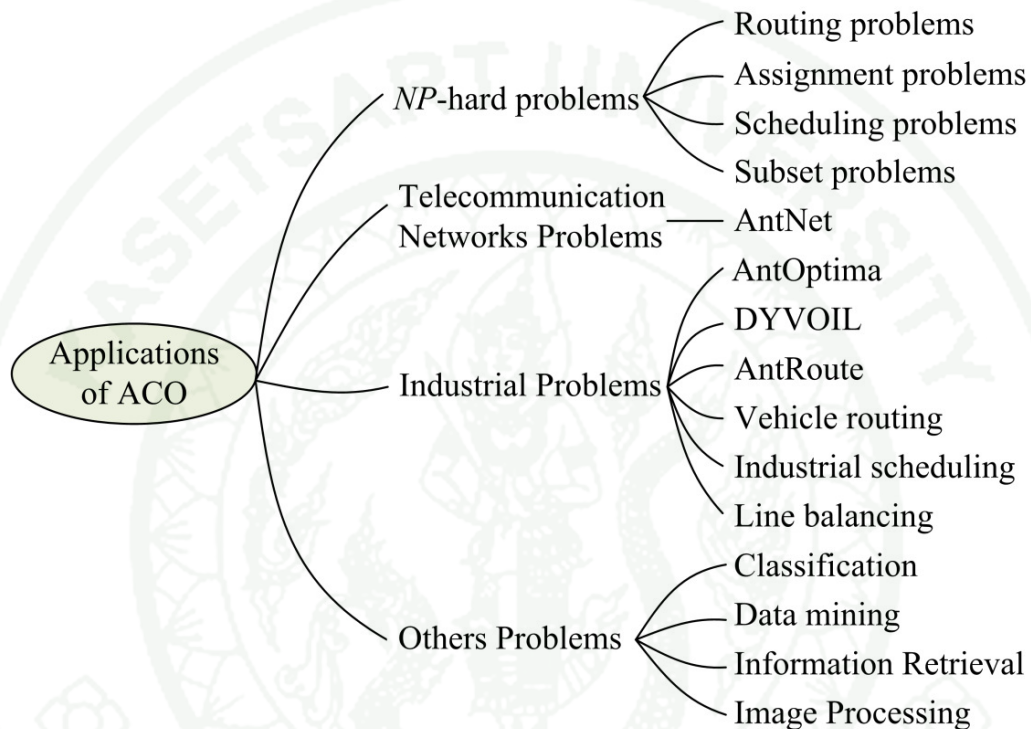 Applications
of ACO
NP-hard problems
Routing problems
Assignment problems
Scheduling problems
Subset problems
Telecommunication
Networks Problems
AntNet
Industrial Problems
AntOptima
DYVOIL
AntRoute
Vehicle routing
Industrial scheduling
Line balancing
Others Problems
Classification
Data mining
Information Retrieval
Image Processing
KASETSART UNIVERSITY